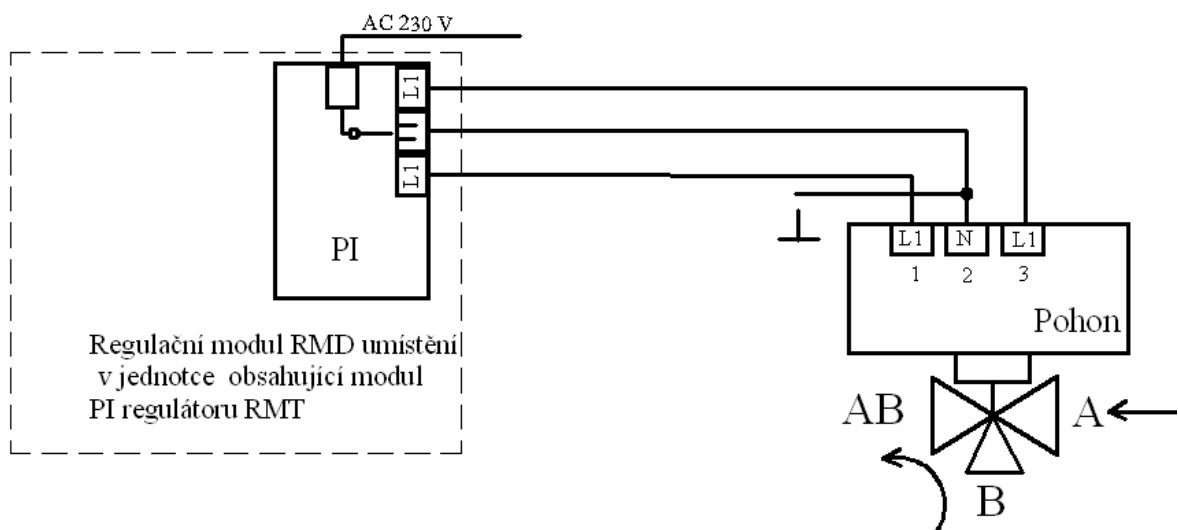 AC 230 V
L1
L1
PI
L1
N
L1
1
2
3
Pohon
Regulační modul RMD umístění
v jednotce obsahující modul
PI regulátoru RMT
AB
A
B